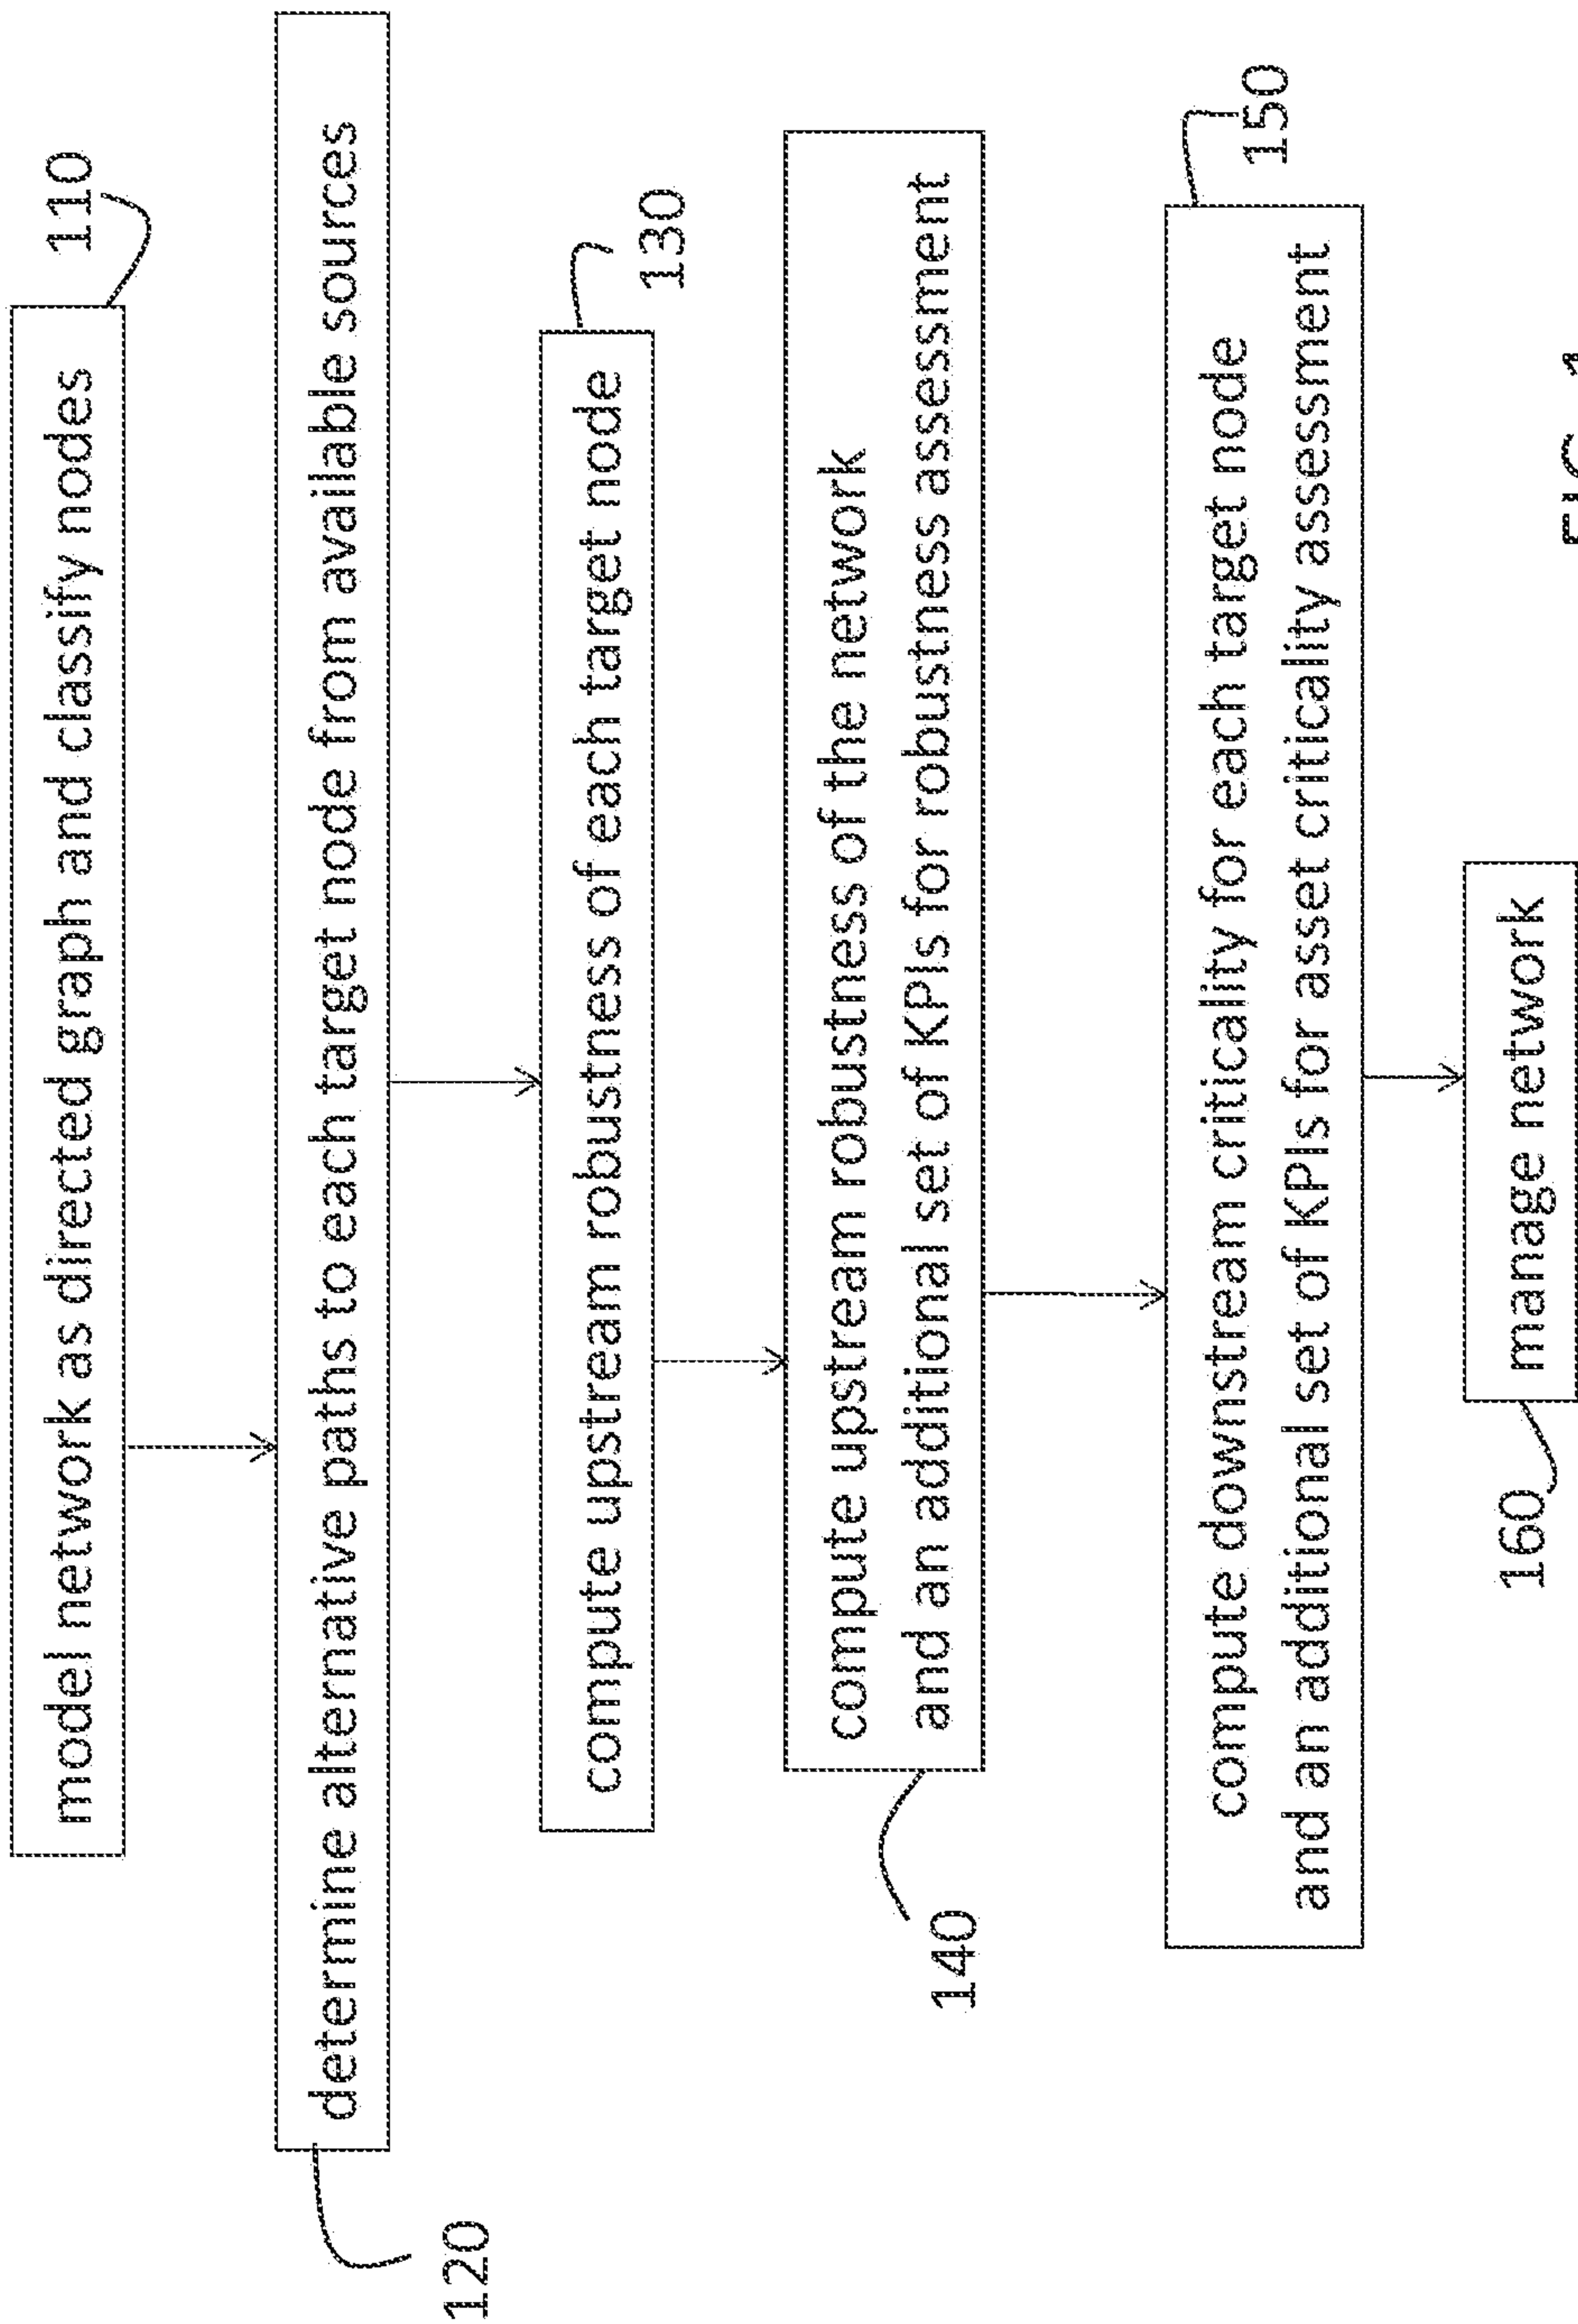 110
model network as directed graph and classify nodes
120
determine alternative paths to each target node from available sources
130
compute upstream robustness of each target node
140
compute upstream robustness of the network
and an additional set of KPIs for robustness assessment
150
compute downstream criticality for each target node
and an additional set of KPIs for asset criticality assessment
160
manage network